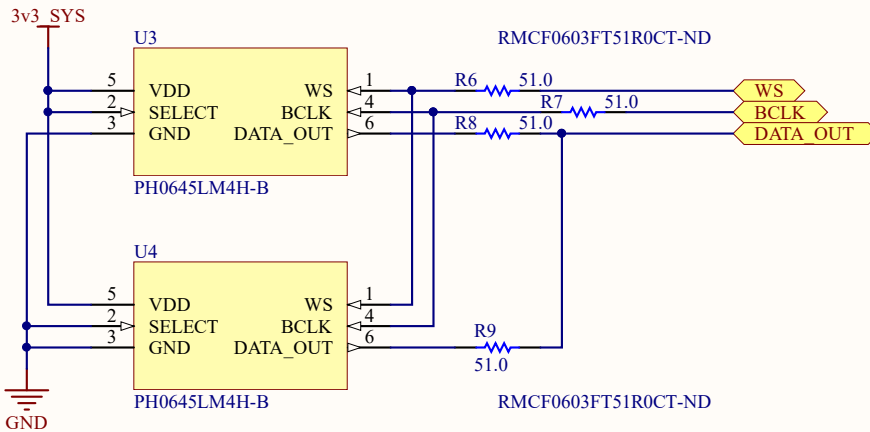 3v3_SYS
U3
RMCF0603FT51R0CT-ND
5 VDD WS 1 R6 51.0 WS
2 SELECT BCLK 4 R7 51.0 BCLK
3 GND DATA_OUT 6 R8 51.0 DATA_OUT
PH0645LM4H-B
U4
5 VDD WS 1
2 SELECT BCLK 4
3 GND DATA_OUT 6 R9 51.0
PH0645LM4H-B
RMCF0603FT51R0CT-ND
GND